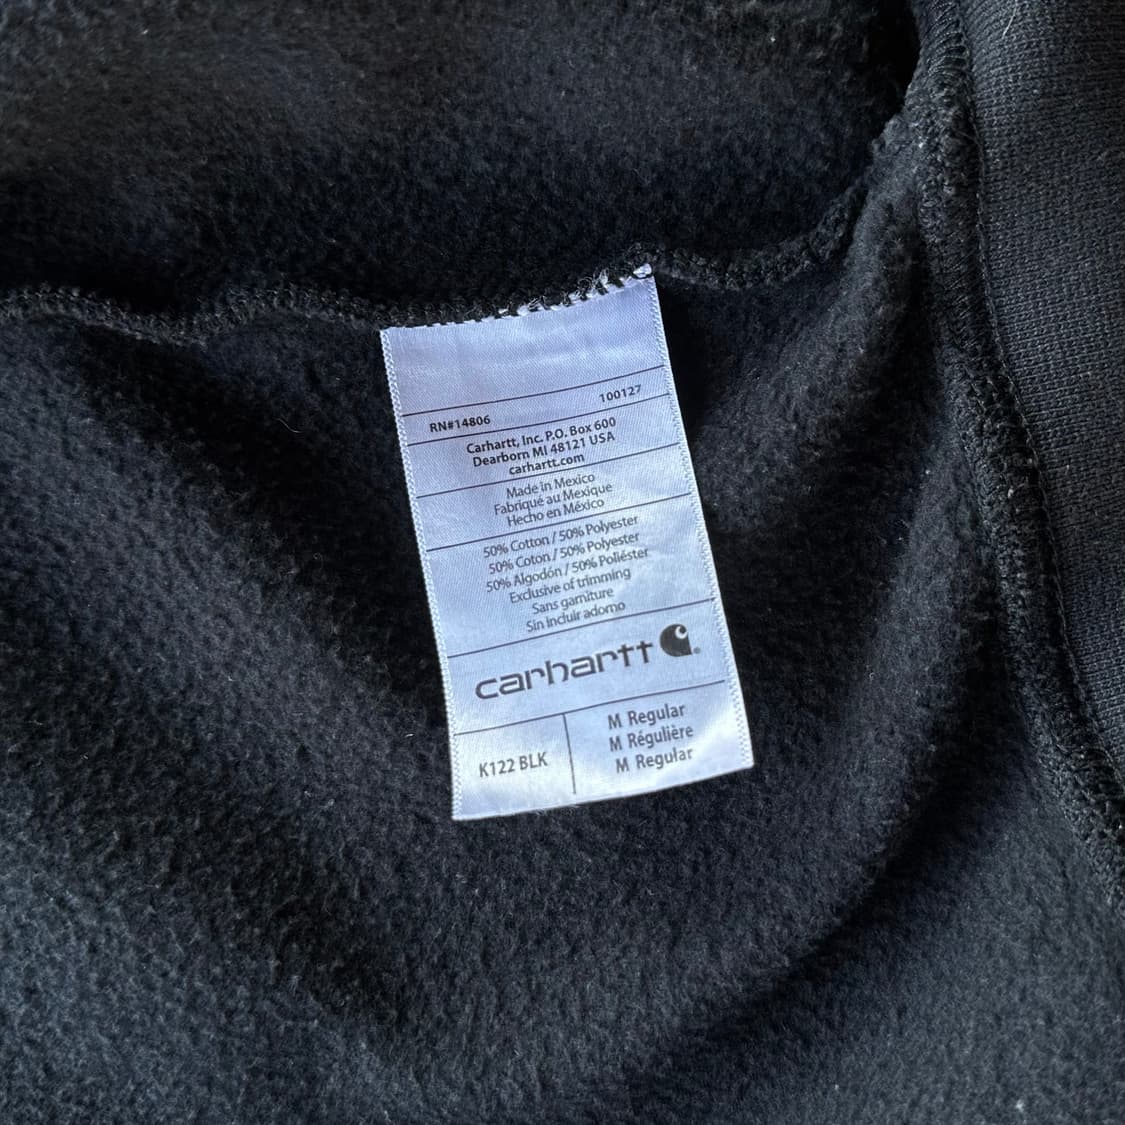 RN#14806 100127
Carhartt, Inc. P.O. Box 600
Dearborn MI 48121 USA
carhartt.com
Made in Mexico
Fabriqué au Mexique
Hecho en México
50% Cotton / 50% Polyester
50% Coton / 50% Polyester
50% Algodón / 50% Poliéster
Exclusive of trimming
Sans garniture
Sin incluir adorno
carhartt
K122 BLK
M Regular
M Régulière
M Regular